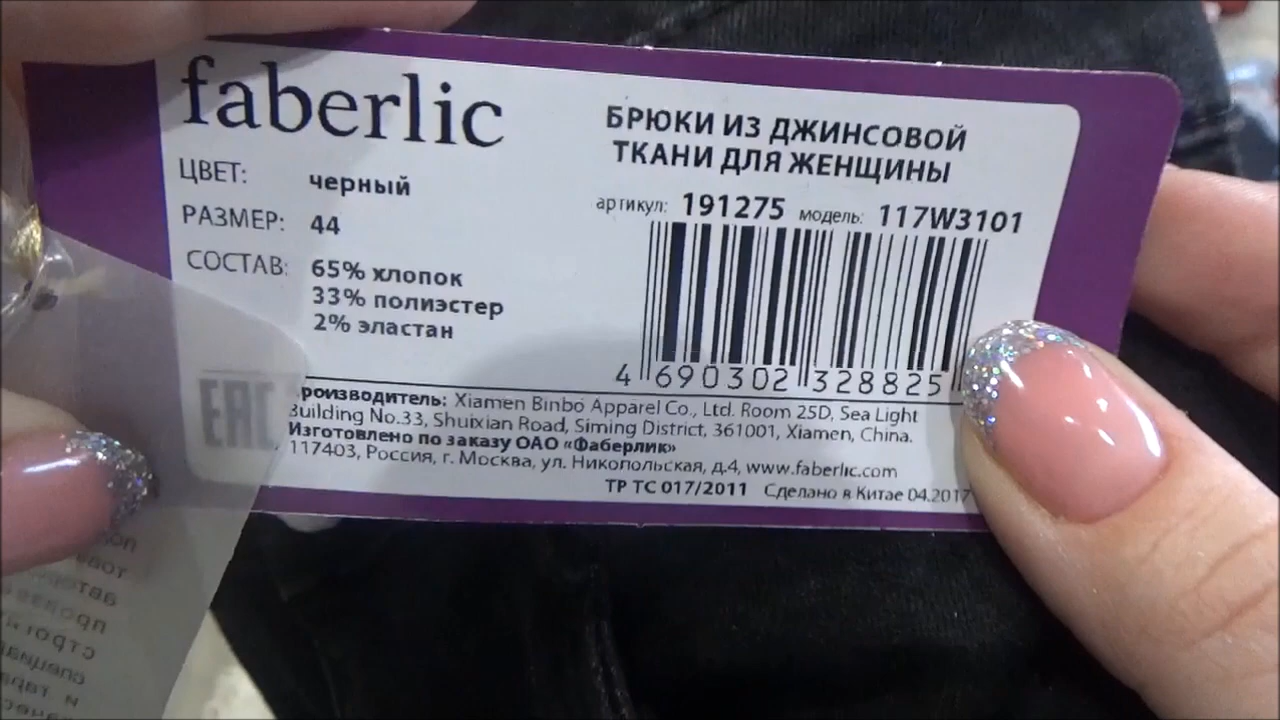 faberlic
БРЮКИ ИЗ ДЖИНСОВОЙ
ТКАНИ ДЛЯ ЖЕНЩИНЫ
артикул: 191275 модель: 117W3101
ЦВЕТ: черный
РАЗМЕР: 44
СОСТАВ: 65% хлопок
33% полиэстер
2% эластан
4 690302 328825
EAC
роизводитель: Xiamen Binbo Apparel Co., Ltd. Room 25D, Sea Light
Building No.33, Shuixian Road, Siming District, 361001, Xiamen, China.
Изготовлено по заказу ОАО «Фаберлик»
117403, Россия, г. Москва, ул. Никопольская, д.4, www.faberlic.com
ТР ТС 017/2011 Сделано в Китае 04.2017